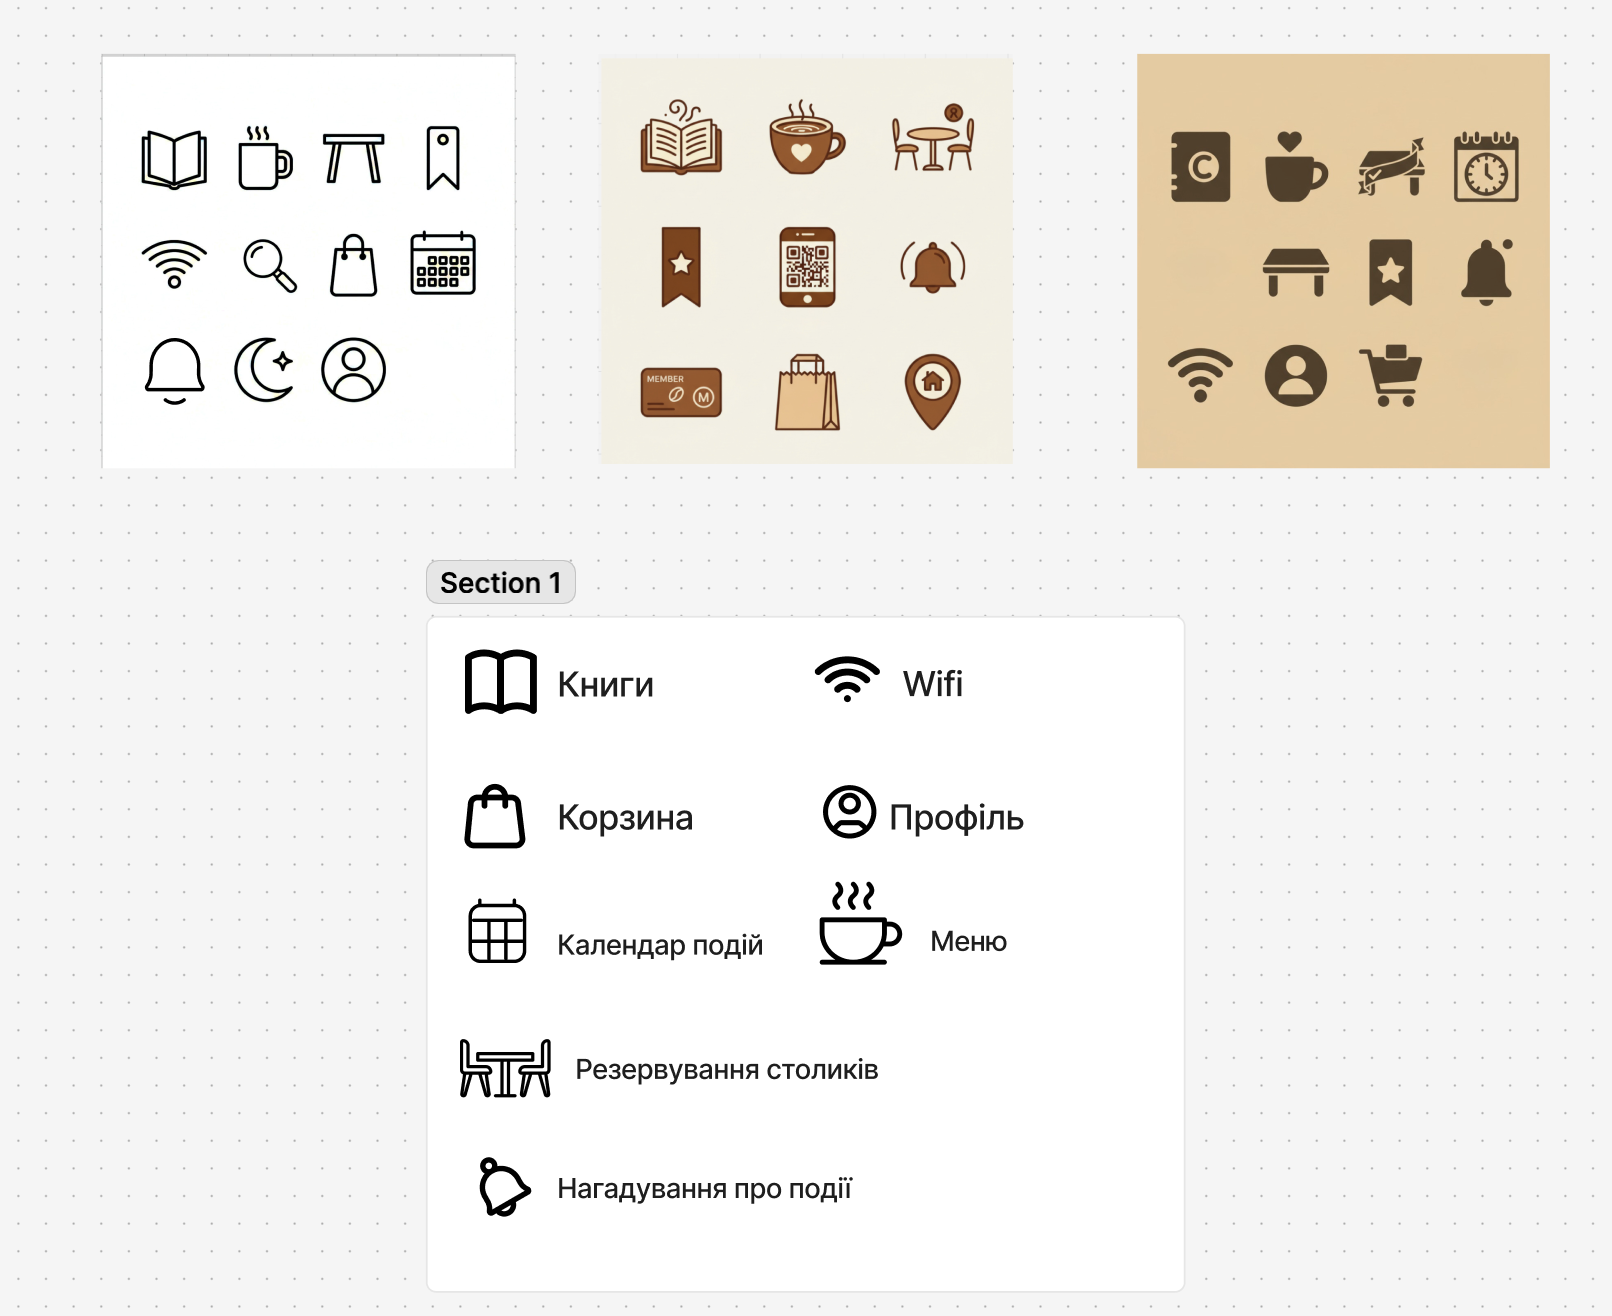 C
MEMBER
M
Section 1
Книги
Wifi
Корзина
Профіль
Календар подій
Меню
Резервування столиків
Нагадування про події